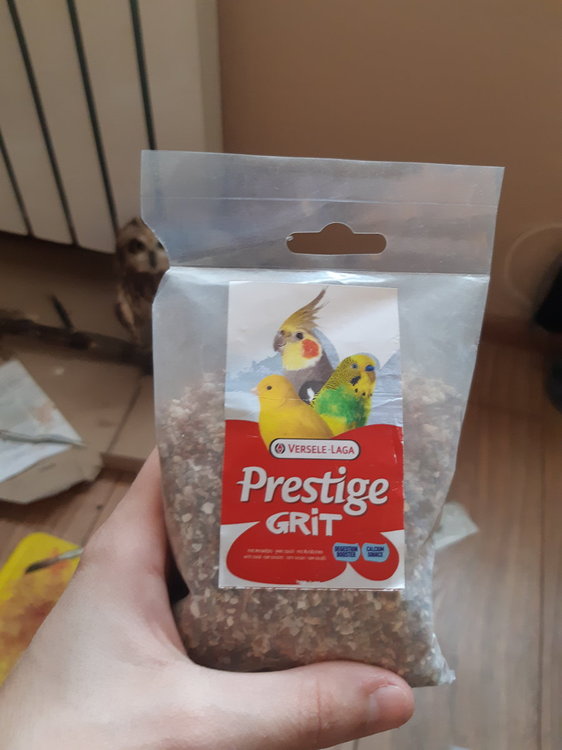 VERSELE-LAGA
Prestige
GRIT
DIGESTION
BOOSTER
CALCIUM
SOURCE